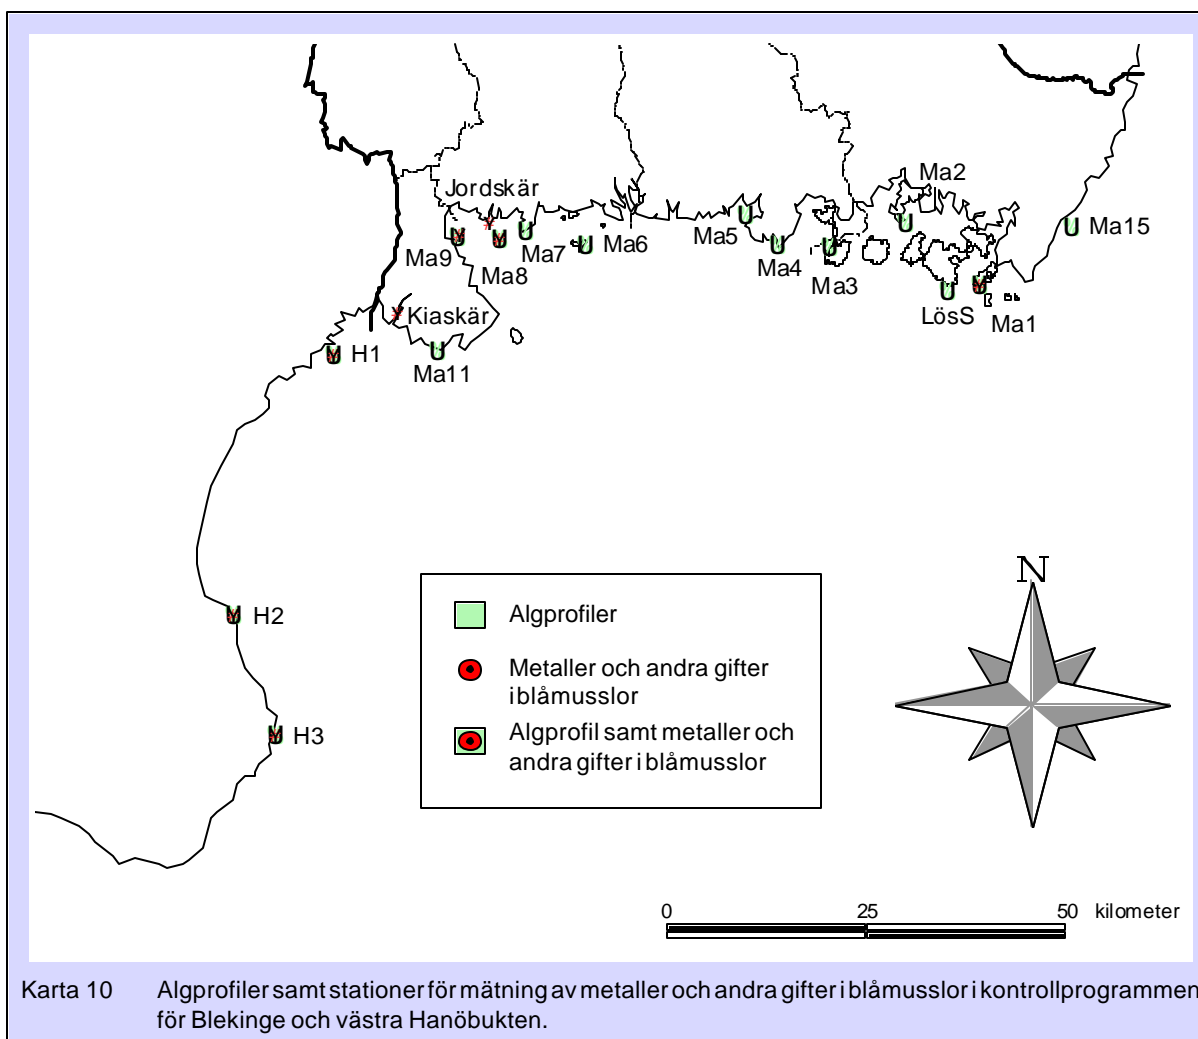 Jordskär
Ma2
Ma9
Ma8
Ma7
Ma6
Ma5
Ma4
Ma3
Ma15
LösS
Ma1
Kiaskär
H1
Ma11
H2
H3
N
Algprofiler
Metaller och andra gifter
i blåmusslor
Algprofil samt metaller och
andra gifter i blåmusslor
0 25 50 kilometer
Karta 10 Algprofiler samt stationer för mätning av metaller och andra gifter i blåmusslor i kontrollprogrammen
för Blekinge och västra Hanöbukten.